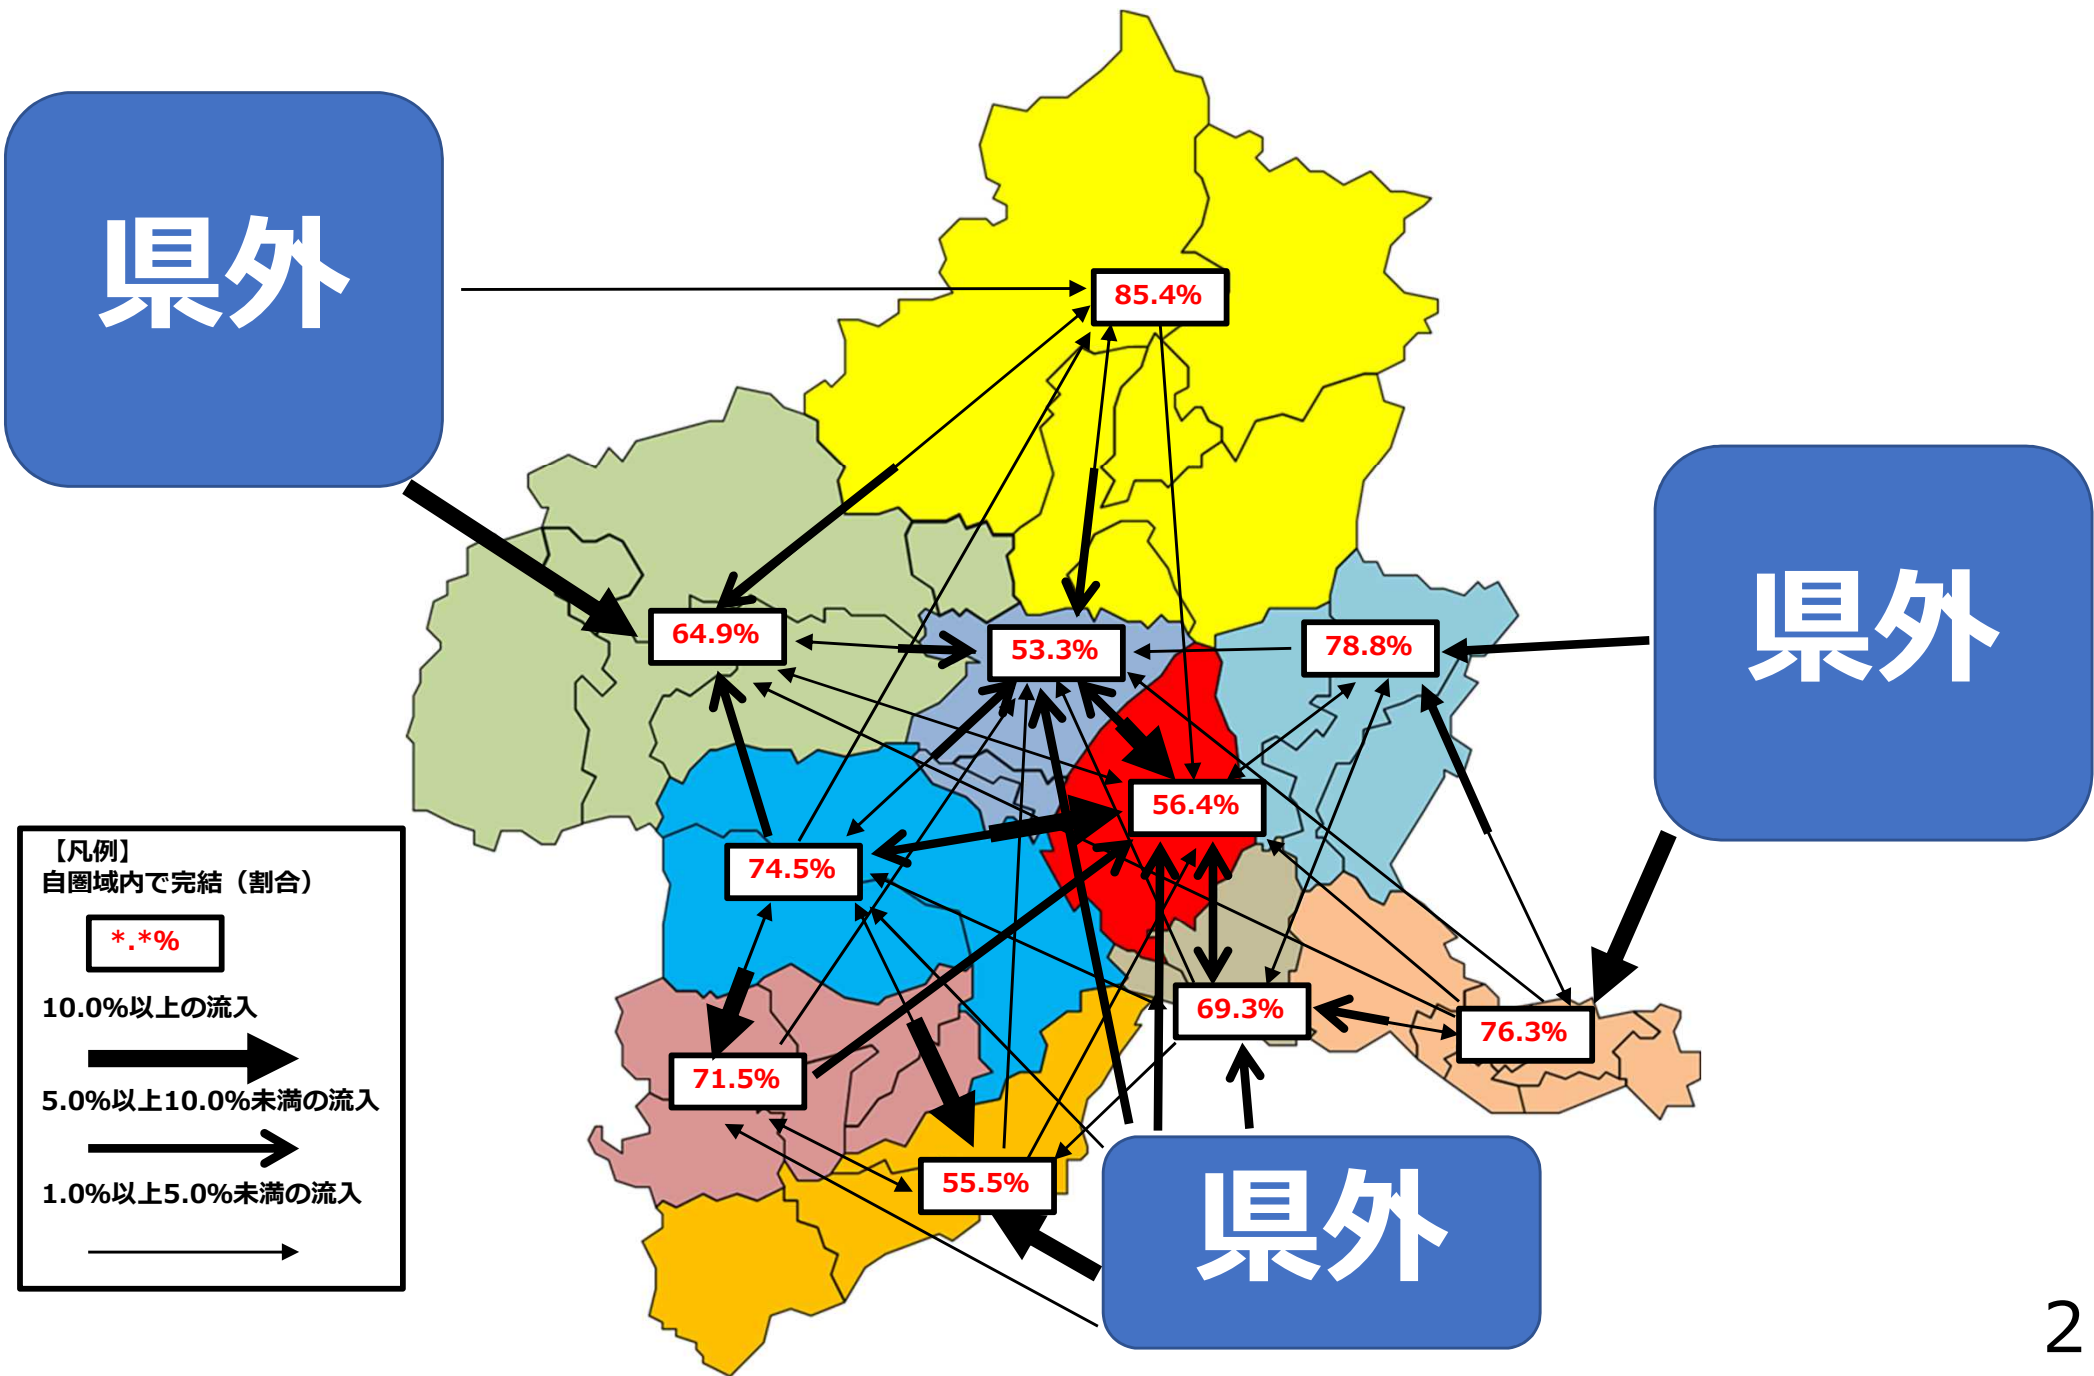 県外
85.4%
県外
64.9%
53.3%
78.8%
56.4%
【凡例】
自圏域内で完結（割合）
*.*%
10.0%以上の流入
5.0%以上10.0%未満の流入
1.0%以上5.0%未満の流入
74.5%
69.3%
76.3%
71.5%
55.5%
県外
2